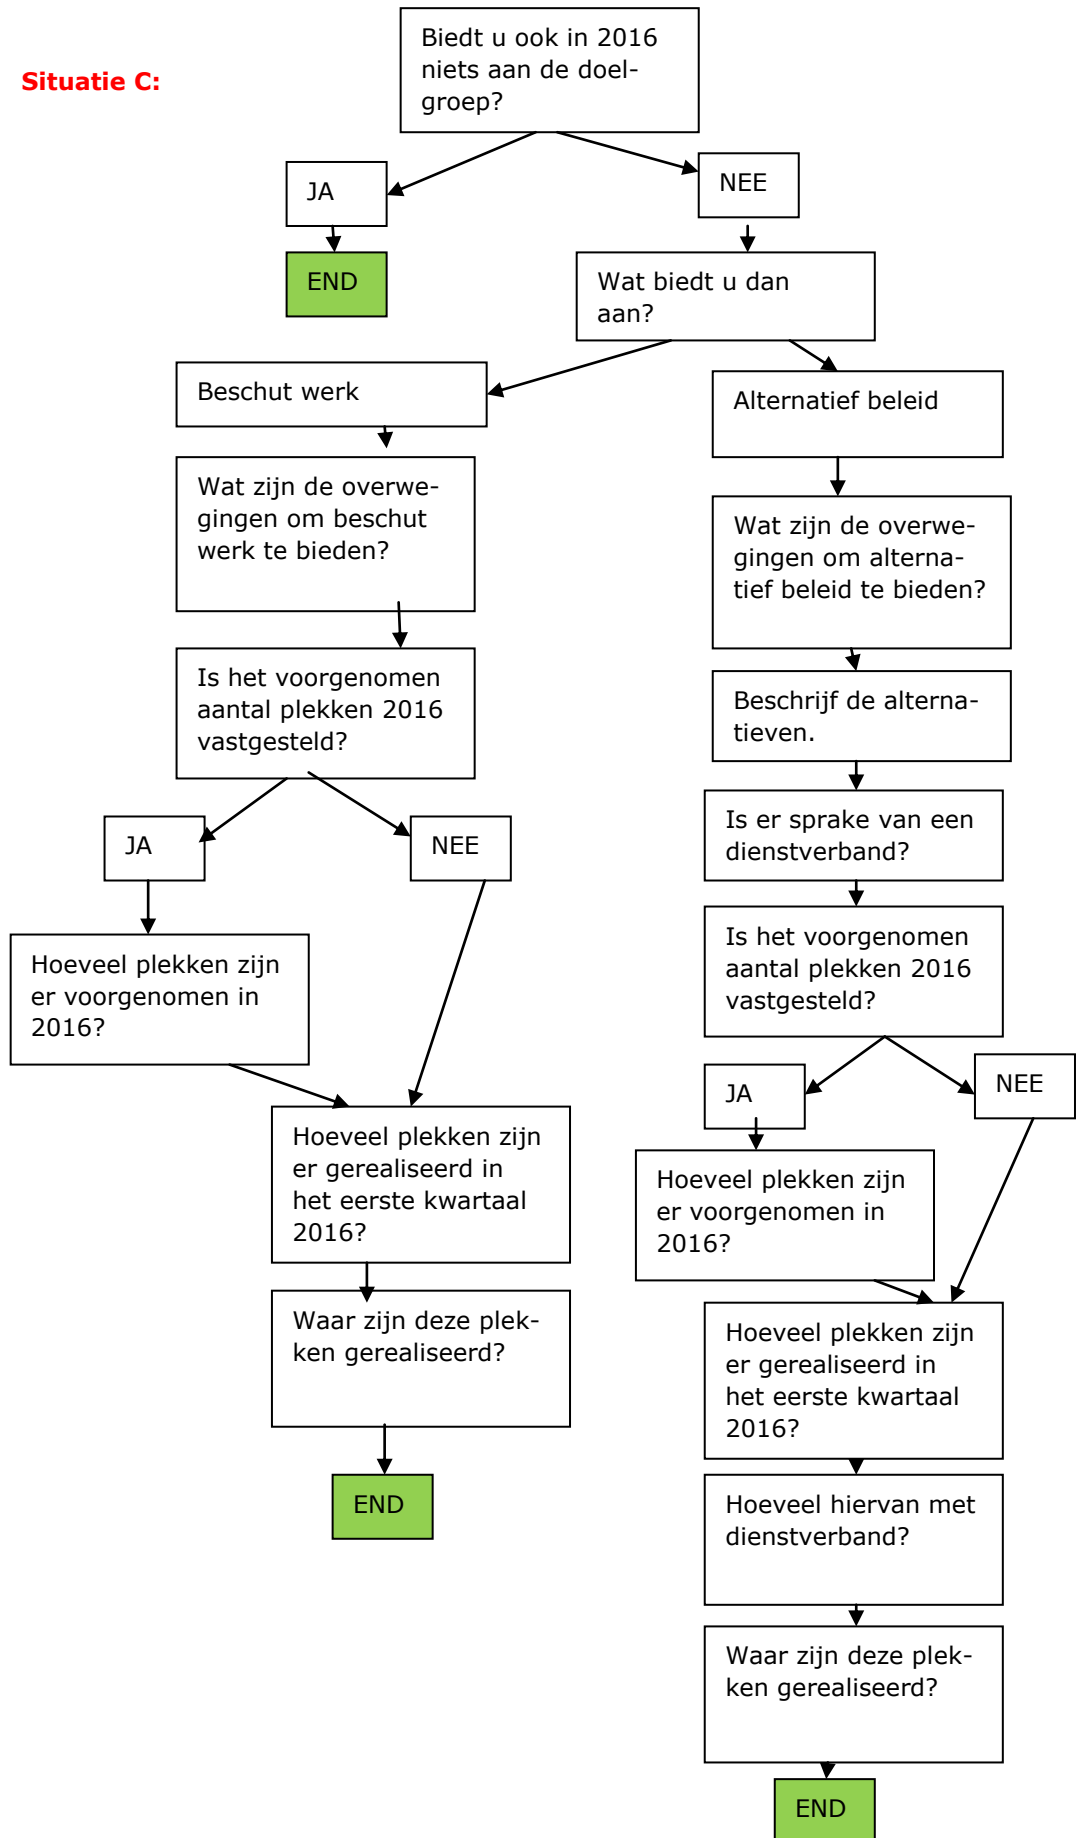 Biedt u ook in 2016
niets aan de doel-
groep?
Situatie C:
JA
NEE
END
Wat biedt u dan
aan?
Beschut werk
Alternatief beleid
Wat zijn de overwe-
gingen om beschut
werk te bieden?
Wat zijn de overwe-
gingen om alterna-
tief beleid te bieden?
Is het voorgenomen
aantal plekken 2016
vastgesteld?
Beschrijf de alterna-
tieven.
Is er sprake van een
dienstverband?
JA
NEE
Is het voorgenomen
aantal plekken 2016
vastgesteld?
Hoeveel plekken zijn
er voorgenomen in
2016?
JA
NEE
Hoeveel plekken zijn
er gerealiseerd in
het eerste kwartaal
2016?
Hoeveel plekken zijn
er voorgenomen in
2016?
Waar zijn deze plek-
ken gerealiseerd?
Hoeveel plekken zijn
er gerealiseerd in
het eerste kwartaal
2016?
END
Hoeveel hiervan met
dienstverband?
Waar zijn deze plek-
ken gerealiseerd?
END